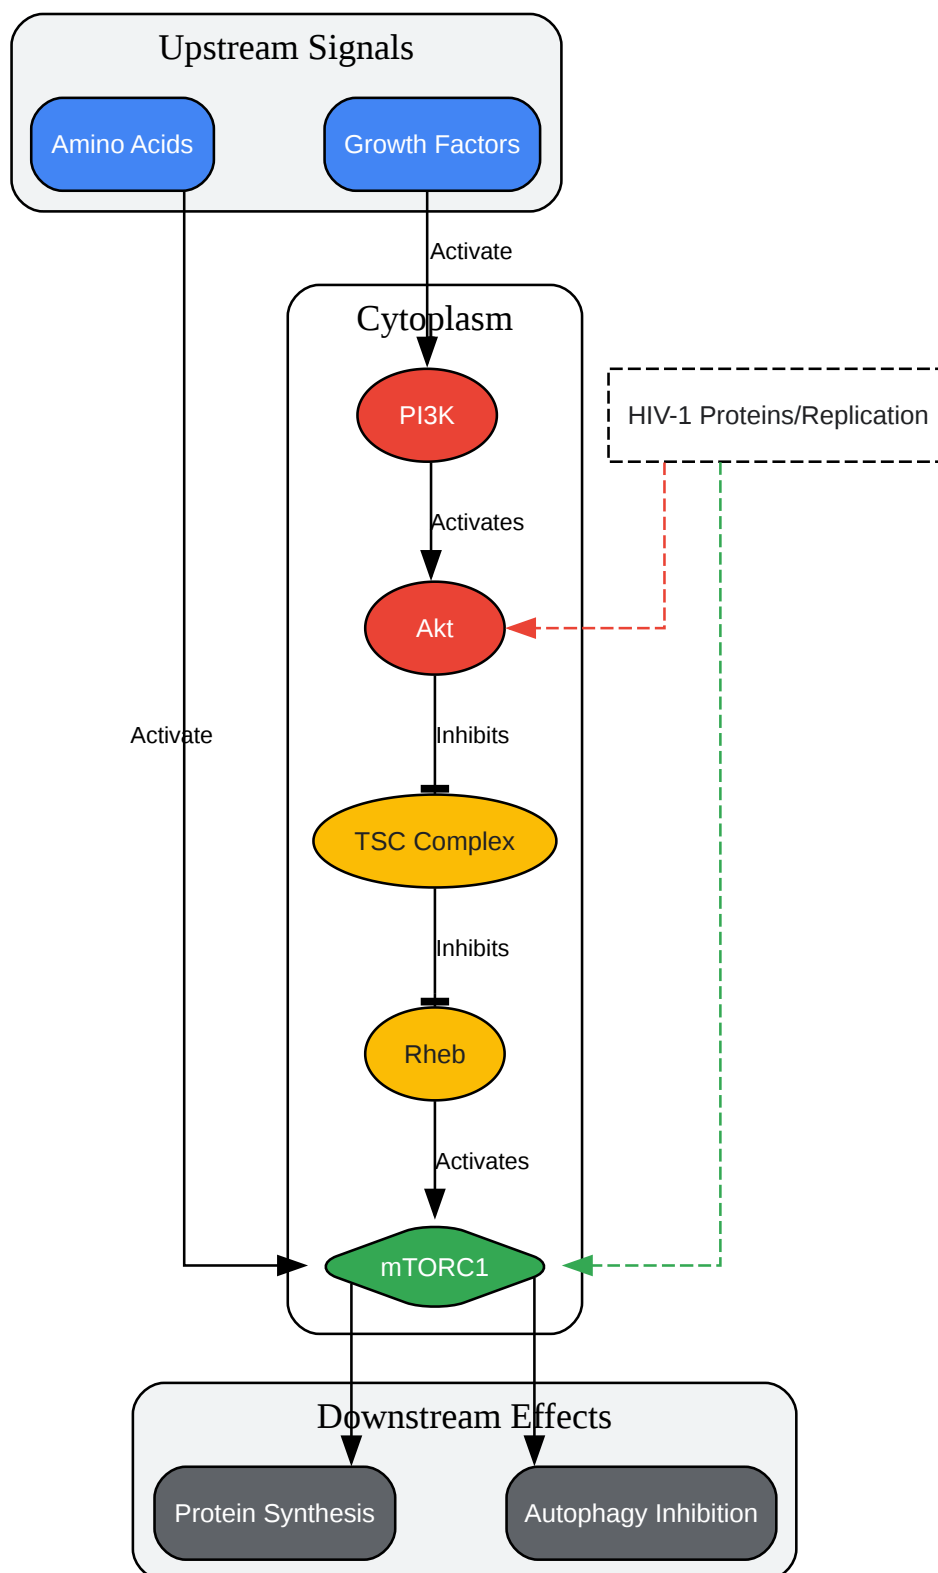 Upstream Signals
Amino Acids
Growth Factors
Activate
Cytoplasm
PI3K
HIV-1 Proteins/Replication
Activates
Akt
Activate
Inhibits
TSC Complex
Inhibits
Rheb
Activates
mTORC1
Downstream Effects
Protein Synthesis
Autophagy Inhibition